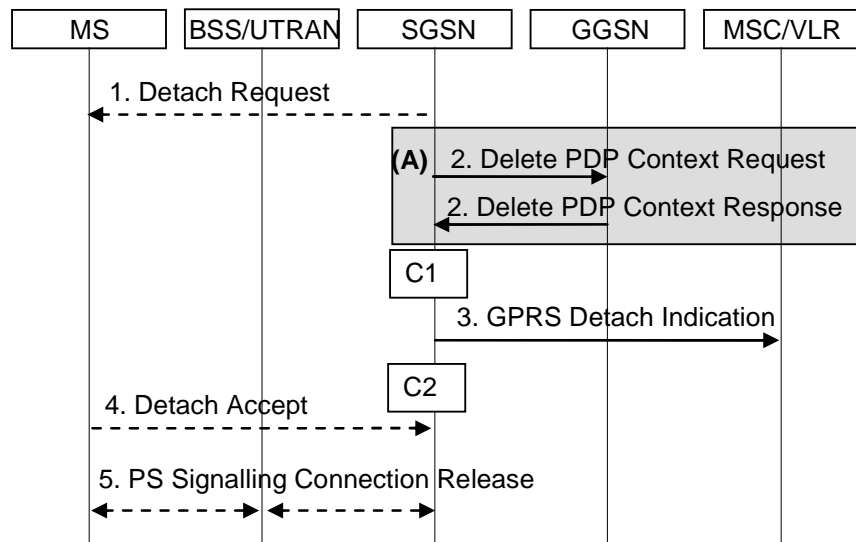 MS
BSS/UTRAN
SGSN
GGSN
MSC/VLR
1. Detach Request
(A)
2. Delete PDP Context Request
2. Delete PDP Context Response
C1
3. GPRS Detach Indication
C2
4. Detach Accept
5. PS Signalling Connection Release